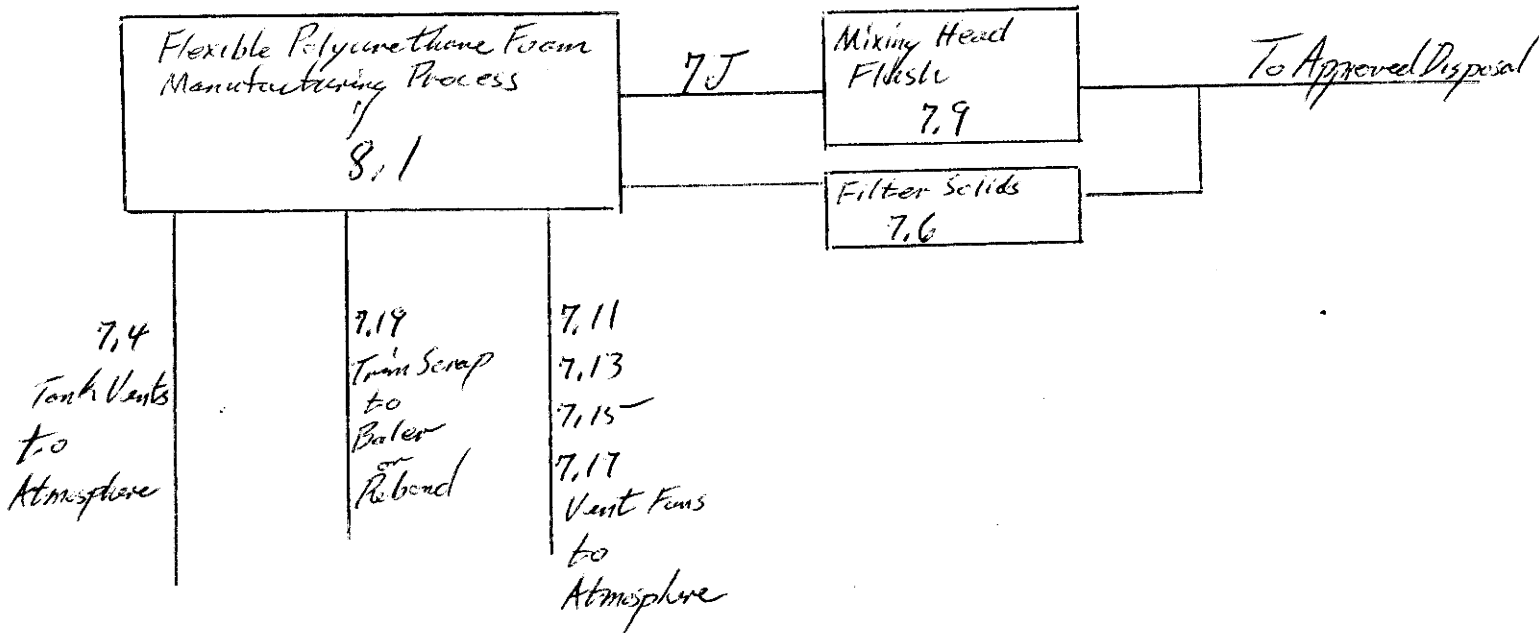 Flexible Polyurethane Foam
Manufacturing Process
8.1
7J
Mixing Head
Flush
7.9
To Approved Disposal
Filter Solids
7.6
7.4
Tank Vents
to
Atmosphere
7.19
Trim Scrap
to
Baler
or
Rebond
7.11
7.13
7.15
7.17
Vent Fans
to
Atmosphere